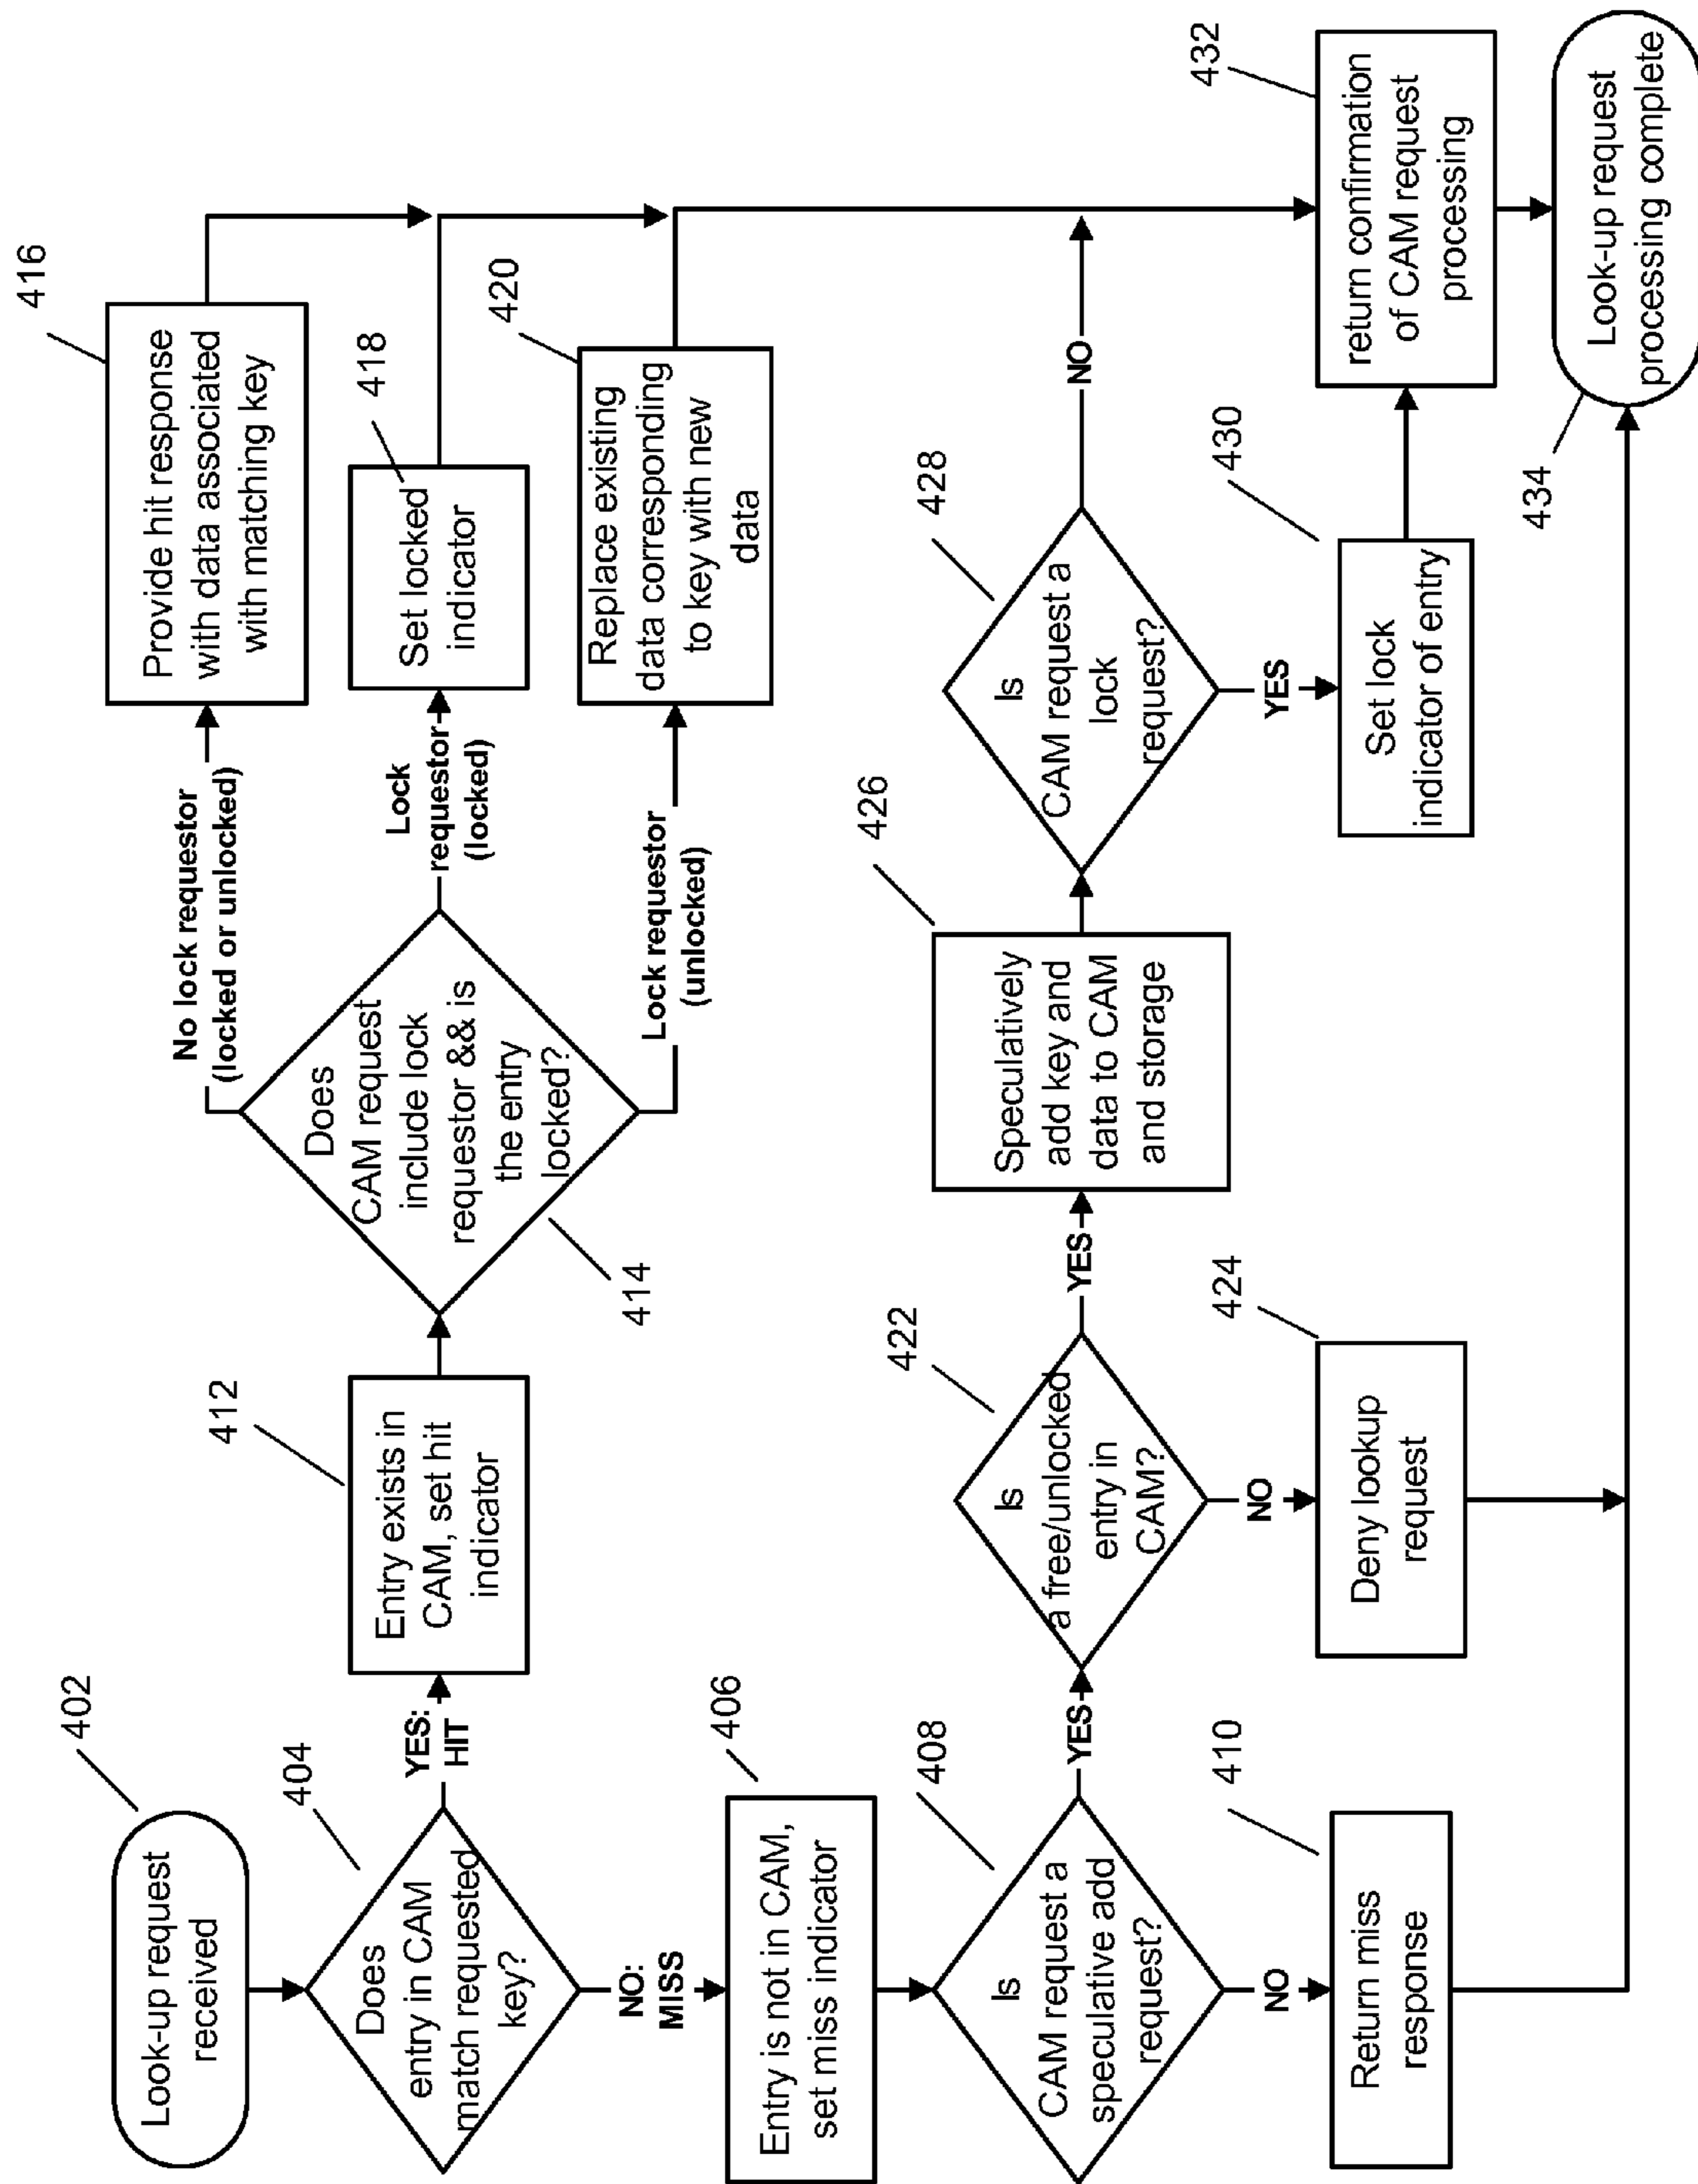 402
Look-up request
received
404
Does
entry in CAM
match requested
key?
YES:
HIT
NO:
MISS
412
Entry exists in
CAM, set hit
indicator
414
Does
CAM request
include lock
requestor && is
the entry
locked?
No lock requestor
(locked or unlocked)
Lock
requestor
(locked)
Lock requestor
(unlocked)
416
Provide hit response
with data associated
with matching key
418
Set locked
indicator
420
Replace existing
data corresponding
to key with new
data
406
Entry is not in CAM,
set miss indicator
408
Is
CAM request a
speculative add
request?
YES
NO
410
Return miss
response
422
Is
a free/unlocked
entry in
CAM?
YES
NO
424
Deny lookup
request
426
Speculatively
add key and
data to CAM
and storage
428
Is
CAM request a
lock
request?
NO
YES
430
Set lock
indicator of entry
432
return confirmation
of CAM request
processing
434
Look-up request
processing complete